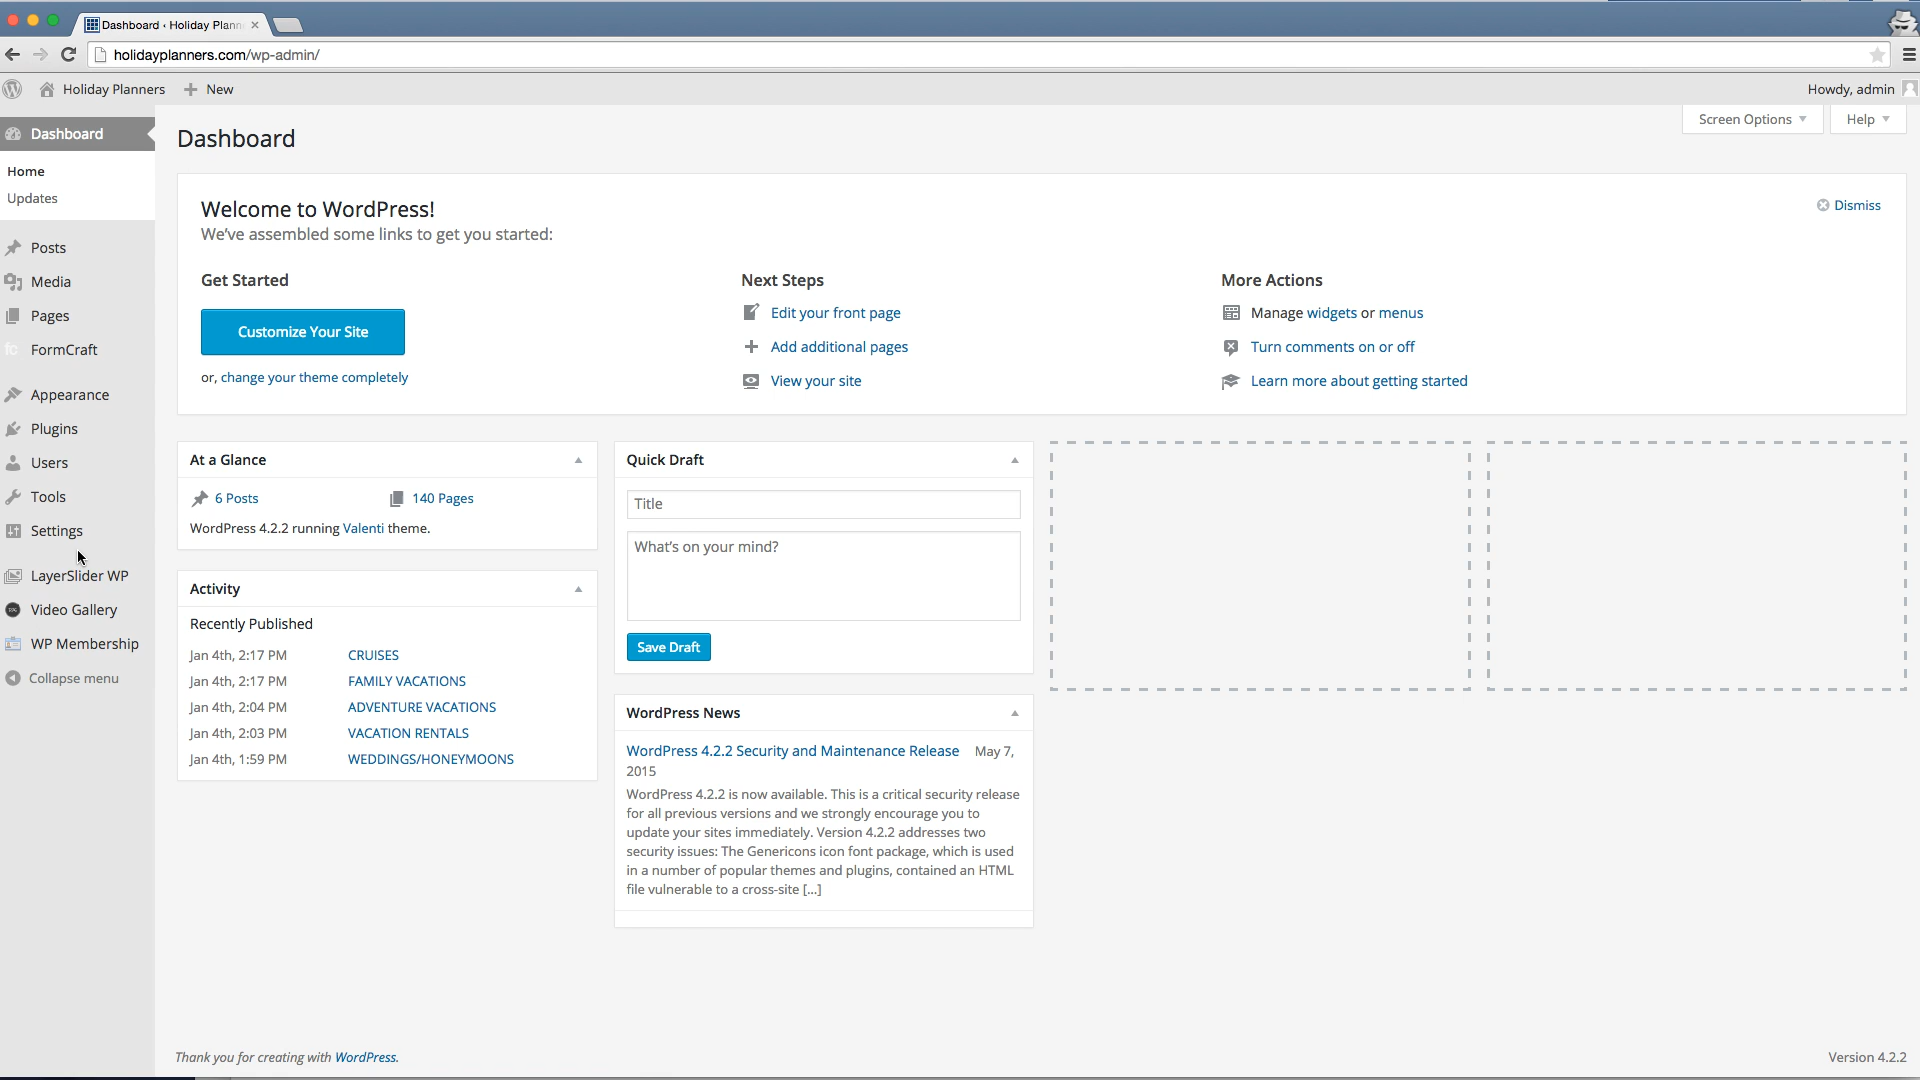 Dashboard ‹ Holiday Plann
holidayplanners.com/wp-admin/
Holiday Planners
New
Howdy, admin
Dashboard
Home
Updates
Posts
Media
Pages
FormCraft
Appearance
Plugins
Users
Tools
Settings
LayerSlider WP
Video Gallery
WP Membership
Collapse menu
Screen Options
Help
Dashboard
Welcome to WordPress!
We've assembled some links to get you started:
Dismiss
Get Started
Customize Your Site
or, change your theme completely
Next Steps
Edit your front page
Add additional pages
View your site
More Actions
Manage widgets or menus
Turn comments on or off
Learn more about getting started
At a Glance
6 Posts
140 Pages
WordPress 4.2.2 running Valenti theme.
Activity
Recently Published
Jan 4th, 2:17 PM CRUISES
Jan 4th, 2:17 PM FAMILY VACATIONS
Jan 4th, 2:04 PM ADVENTURE VACATIONS
Jan 4th, 2:03 PM VACATION RENTALS
Jan 4th, 1:59 PM WEDDINGS/HONEYMOONS
Quick Draft
Title
What's on your mind?
Save Draft
WordPress News
WordPress 4.2.2 Security and Maintenance Release May 7,
2015
WordPress 4.2.2 is now available. This is a critical security release
for all previous versions and we strongly encourage you to
update your sites immediately. Version 4.2.2 addresses two
security issues: The Genericons icon font package, which is used
in a number of popular themes and plugins, contained an HTML
file vulnerable to a cross-site [...]
Thank you for creating with WordPress.
Version 4.2.2